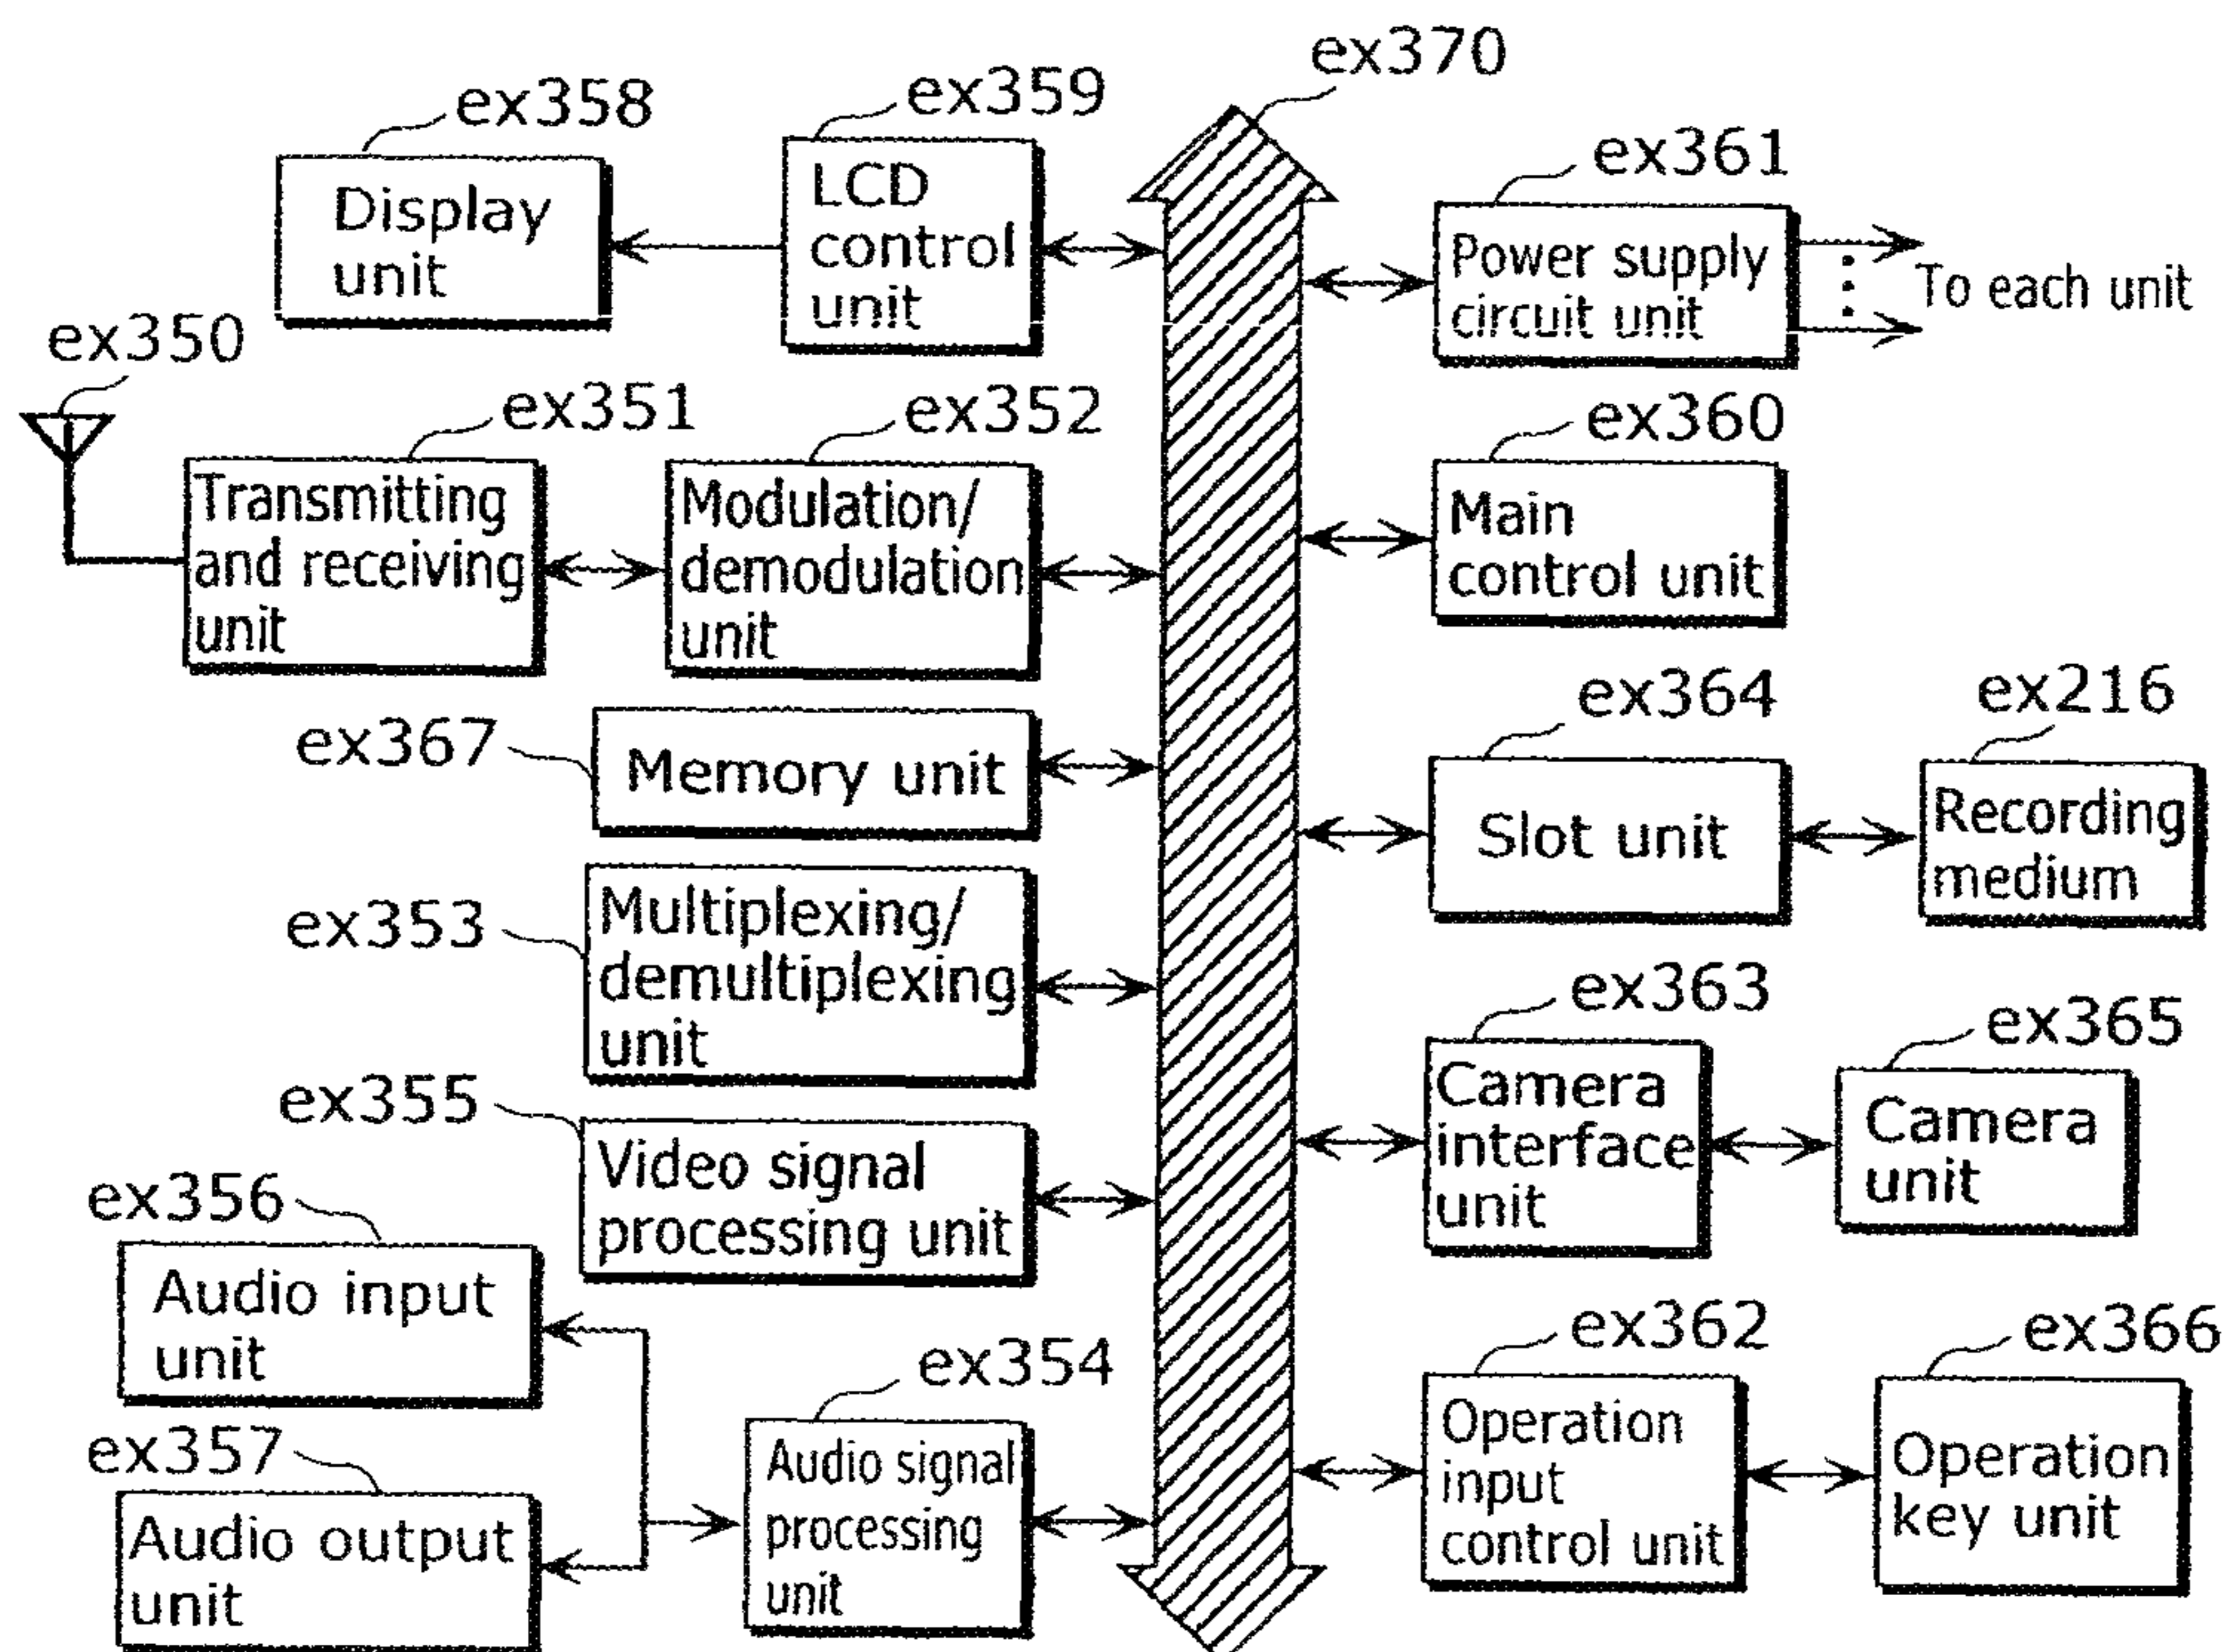 ex370
ex358
ex359
ex361
Display
unit
LCD
control
unit
Power supply
circuit unit
To each unit
ex350
ex351
ex352
ex360
Transmitting
and receiving
unit
Modulation/
demodulation
unit
Main
control unit
ex367
Memory unit
ex364
ex216
Slot unit
Recording
medium
ex353
Multiplexing/
demultiplexing
unit
ex363
ex365
Camera
interface
unit
Camera
unit
ex355
Video signal
processing unit
ex356
Audio input
unit
ex354
ex362
ex366
ex357
Audio output
unit
Audio signal
processing
unit
Operation
input
control unit
Operation
key unit